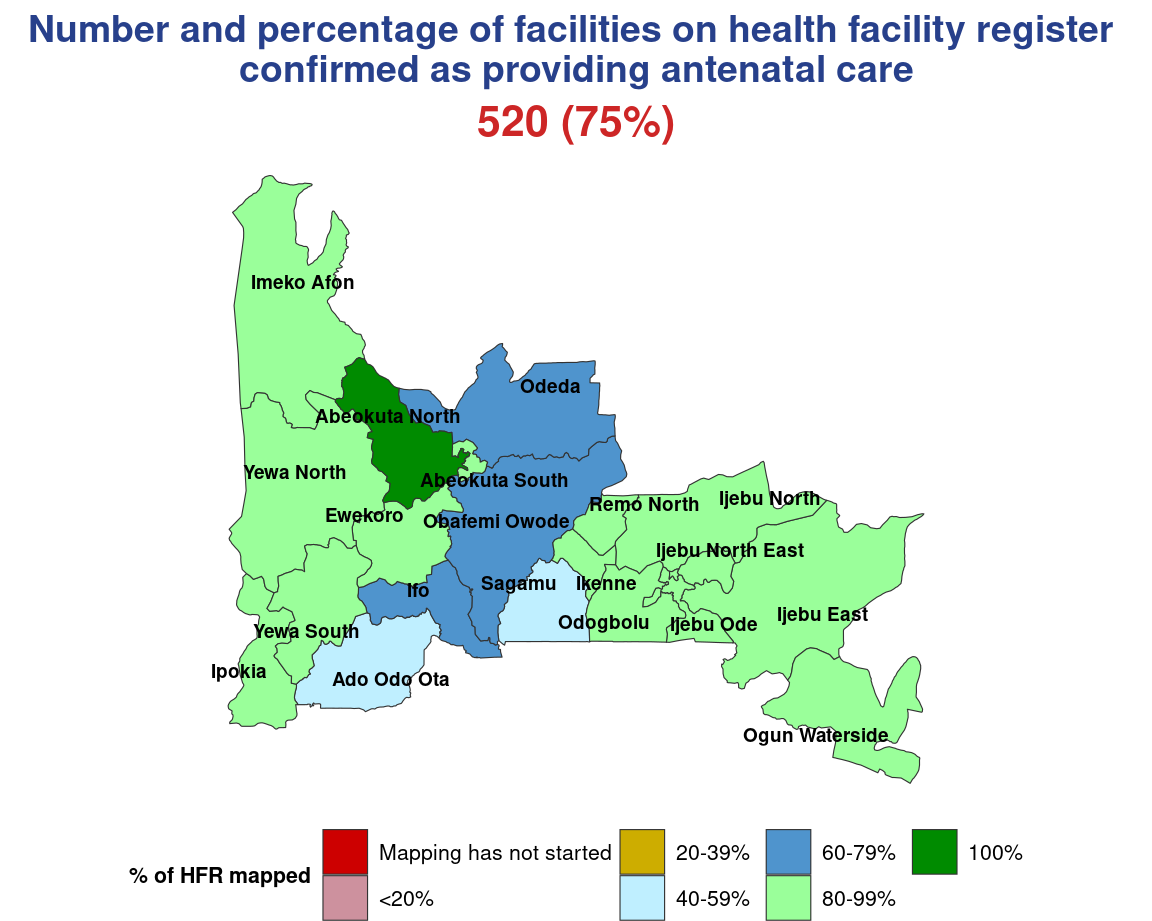 Number and percentage of facilities on health facility register
confirmed as providing antenatal care
520 (75%)
Imeko Afon
Odeda
Abeokuta North
Yewa North
Abeokuta South
Ijebu North
Remo North
Ewekoro
Obafemi Owode
Ijebu North East
Sagamu
Ikenne
Ifo
Ijebu East
Odogbolu
Ijebu Ode
Yewa South
Ipokia
Ado Odo Ota
Ogun Waterside
% of HFR mapped
Mapping has not started
<20%
20-39%
40-59%
60-79%
80-99%
100%